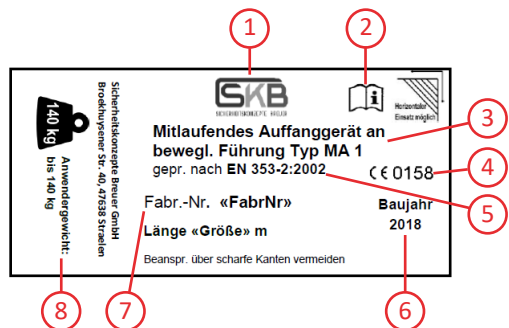 1
2
SKB
SICHERHEITSKONZEPTE BREUER
Horizontaler
Einsatz möglich
140 kg
Anwendergewicht:
bis 140 kg
Sicherheitskonzepte Breuer GmbH
Broekhuysener Str. 40, 47638 Straelen
Mitlaufendes Auffanggerät an
bewegl. Führung Typ MA 1
gepr. nach EN 353-2:2002
3
CE 0158
4
Fabr.-Nr. «FabrNr»
Baujahr
2018
5
Länge «Größe» m
Beanspr. über scharfe Kanten vermeiden
8
7
6